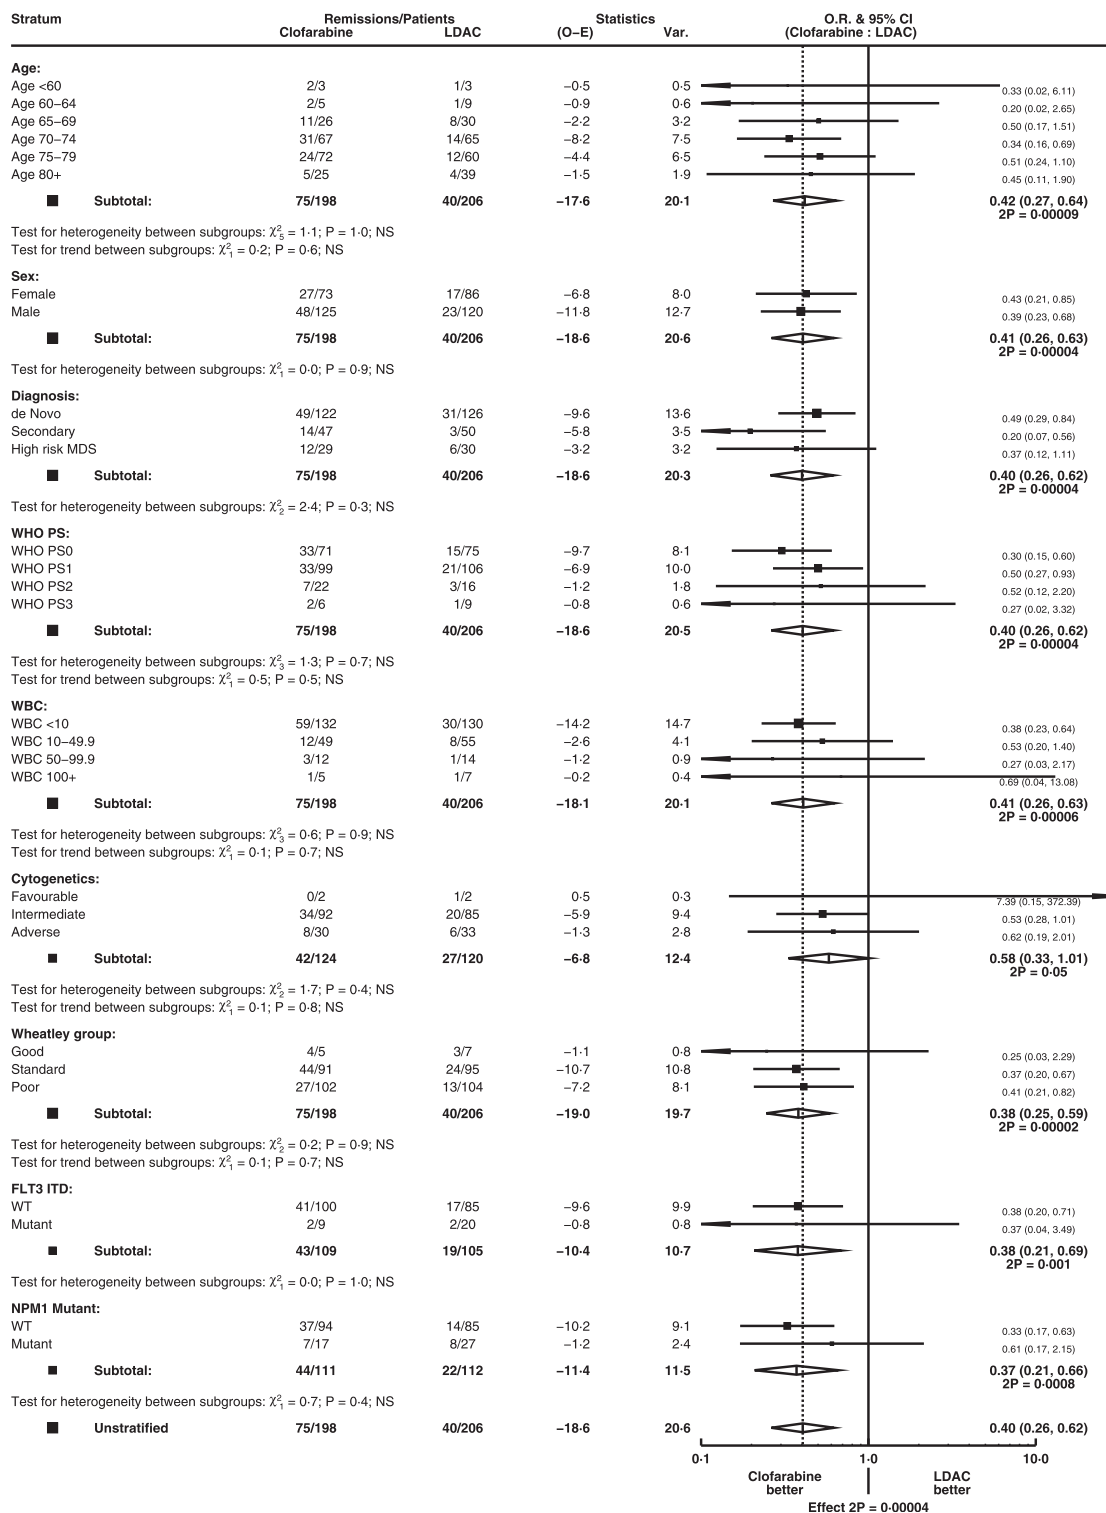 Stratum Remissions/Patients Statistics O.R. & 95% CI
Clofarabine LDAC (O–E) Var. (Clofarabine : LDAC)
Age:
Age <60 2/3 1/3 –0·5 0·5 0.33 (0.02, 6.11)
Age 60–64 2/5 1/9 –0·9 0·6 0.20 (0.02, 2.65)
Age 65–69 11/26 8/30 –2·2 3·2 0.50 (0.17, 1.51)
Age 70–74 31/67 14/65 –8·2 7·5 0.34 (0.16, 0.69)
Age 75–79 24/72 12/60 –4·4 6·5 0.51 (0.24, 1.10)
Age 80+ 5/25 4/39 –1·5 1·9 0.45 (0.11, 1.90)
Subtotal: 75/198 40/206 –17·6 20·1 0.42 (0.27, 0.64)
2P = 0·00009
Test for heterogeneity between subgroups: χ²₅ = 1·1; P = 1·0; NS
Test for trend between subgroups: χ²₁ = 0·2; P = 0·6; NS
Sex:
Female 27/73 17/86 –6·8 8·0 0.43 (0.21, 0.85)
Male 48/125 23/120 –11·8 12·7 0.39 (0.23, 0.68)
Subtotal: 75/198 40/206 –18·6 20·6 0.41 (0.26, 0.63)
2P = 0·00004
Test for heterogeneity between subgroups: χ²₁ = 0·0; P = 0·9; NS
Diagnosis:
de Novo 49/122 31/126 –9·6 13·6 0.49 (0.29, 0.84)
Secondary 14/47 3/50 –5·8 3·5 0.20 (0.07, 0.56)
High risk MDS 12/29 6/30 –3·2 3·2 0.37 (0.12, 1.11)
Subtotal: 75/198 40/206 –18·6 20·3 0.40 (0.26, 0.62)
2P = 0·00004
Test for heterogeneity between subgroups: χ²₂ = 2·4; P = 0·3; NS
WHO PS:
WHO PS0 33/71 15/75 –9·7 8·1 0.30 (0.15, 0.60)
WHO PS1 33/99 21/106 –6·9 10·0 0.50 (0.27, 0.93)
WHO PS2 7/22 3/16 –1·2 1·8 0.52 (0.12, 2.20)
WHO PS3 2/6 1/9 –0·8 0·6 0.27 (0.02, 3.32)
Subtotal: 75/198 40/206 –18·6 20·5 0.40 (0.26, 0.62)
2P = 0·00004
Test for heterogeneity between subgroups: χ²₃ = 1·3; P = 0·7; NS
Test for trend between subgroups: χ²₁ = 0·5; P = 0·5; NS
WBC:
WBC <10 59/132 30/130 –14·2 14·7 0.38 (0.23, 0.64)
WBC 10–49.9 12/49 8/55 –2·6 4·1 0.53 (0.20, 1.40)
WBC 50–99.9 3/12 1/14 –1·2 0·9 0.27 (0.03, 2.17)
WBC 100+ 1/5 1/7 –0·2 0·4 0.69 (0.04, 13.08)
Subtotal: 75/198 40/206 –18·1 20·1 0.41 (0.26, 0.63)
2P = 0·00006
Test for heterogeneity between subgroups: χ²₃ = 0·6; P = 0·9; NS
Test for trend between subgroups: χ²₁ = 0·1; P = 0·7; NS
Cytogenetics:
Favourable 0/2 1/2 0·5 0·3 7.39 (0.15, 372.39)
Intermediate 34/92 20/85 –5·9 9·4 0.53 (0.28, 1.01)
Adverse 8/30 6/33 –1·3 2·8 0.62 (0.19, 2.01)
Subtotal: 42/124 27/120 –6·8 12·4 0.58 (0.33, 1.01)
2P = 0·05
Test for heterogeneity between subgroups: χ²₂ = 1·7; P = 0·4; NS
Test for trend between subgroups: χ²₁ = 0·1; P = 0·8; NS
Wheatley group:
Good 4/5 3/7 –1·1 0·8 0.25 (0.03, 2.29)
Standard 44/91 24/95 –10·7 10·8 0.37 (0.20, 0.67)
Poor 27/102 13/104 –7·2 8·1 0.41 (0.21, 0.82)
Subtotal: 75/198 40/206 –19·0 19·7 0.38 (0.25, 0.59)
2P = 0·00002
Test for heterogeneity between subgroups: χ²₂ = 0·2; P = 0·9; NS
Test for trend between subgroups: χ²₁ = 0·1; P = 0·7; NS
FLT3 ITD:
WT 41/100 17/85 –9·6 9·9 0.38 (0.20, 0.71)
Mutant 2/9 2/20 –0·8 0·8 0.37 (0.04, 3.49)
Subtotal: 43/109 19/105 –10·4 10·7 0.38 (0.21, 0.69)
2P = 0·001
Test for heterogeneity between subgroups: χ²₁ = 0·0; P = 1·0; NS
NPM1 Mutant:
WT 37/94 14/85 –10·2 9·1 0.33 (0.17, 0.63)
Mutant 7/17 8/27 –1·2 2·4 0.61 (0.17, 2.15)
Subtotal: 44/111 22/112 –11·4 11·5 0.37 (0.21, 0.66)
2P = 0·0008
Test for heterogeneity between subgroups: χ²₁ = 0·7; P = 0·4; NS
Unstratified 75/198 40/206 –18·6 20·6 0.40 (0.26, 0.62)
0·1 1·0 10·0
Clofarabine LDAC
better better
Effect 2P = 0·00004